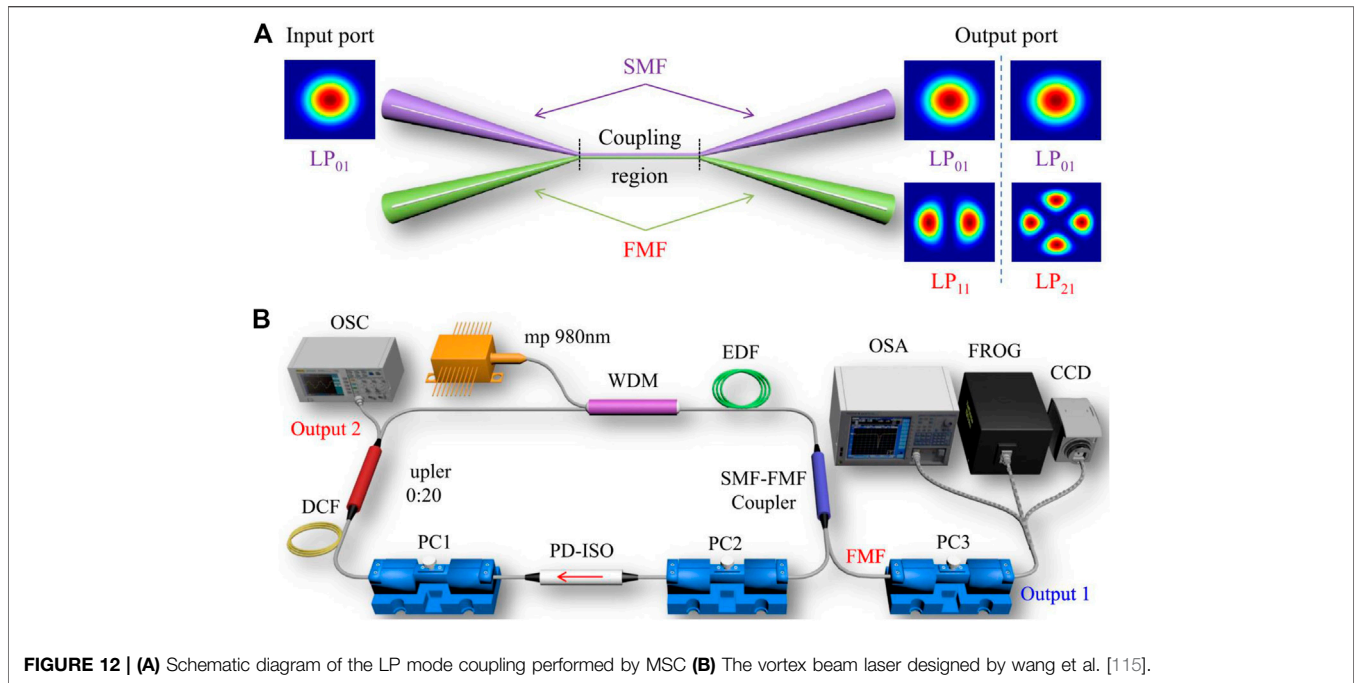 A Input port Output port
SMF
Coupling
region
LP01 LP01 LP01
FMF
LP11 LP21
B
OSC
mp 980nm
WDM
EDF
OSA
FROG
CCD
Output 2
upler
0:20
SMF-FMF
Coupler
DCF
PC1
PD-ISO
PC2
FMF
PC3
Output 1
FIGURE 12 | (A) Schematic diagram of the LP mode coupling performed by MSC (B) The vortex beam laser designed by wang et al. [115].